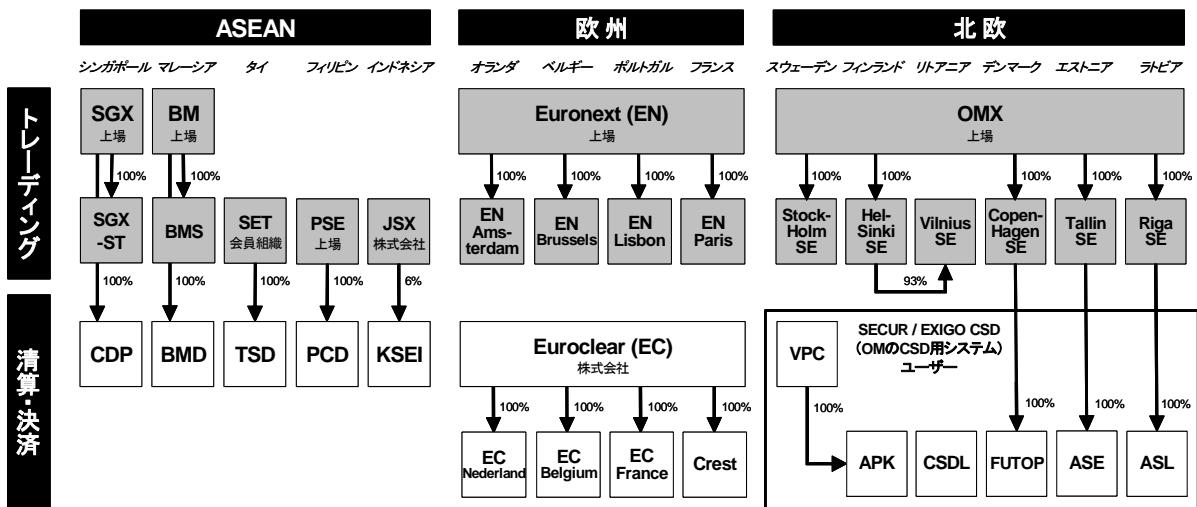 ASEAN
欧 州
北 欧
シンガポール マレーシア タイ フィリピン インドネシア
オランダ ベルギー ポルトガル フランス
スウェーデン フィンランド リトアニア デンマーク エストニア ラトビア
トレーディング
SGX
上場
BM
上場
Euronext (EN)
上場
OMX
上場
100% 100%
100% 100% 100% 100%
100% 100% 100% 100% 100%
SGX
-ST
BMS
SET
会員組織
PSE
上場
JSX
株式会社
EN
Ams-
terdam
EN
Brussels
EN
Lisbon
EN
Paris
Stock-
Holm
SE
Hel-
Sinki
SE
Vilnius
SE
Copen-
Hagen
SE
Tallin
SE
Riga
SE
100% 100% 100% 100% 6%
93%
清算・決済
CDP
BMD
TSD
PCD
KSEI
Euroclear (EC)
株式会社
100% 100% 100% 100%
EC
Nederland
EC
Belgium
EC
France
Crest
VPC
SECUR / EXIGO CSD
（OMのCSD用システム）
ユーザー
100% 100% 100% 100%
APK
CSDL
FUTOP
ASE
ASL